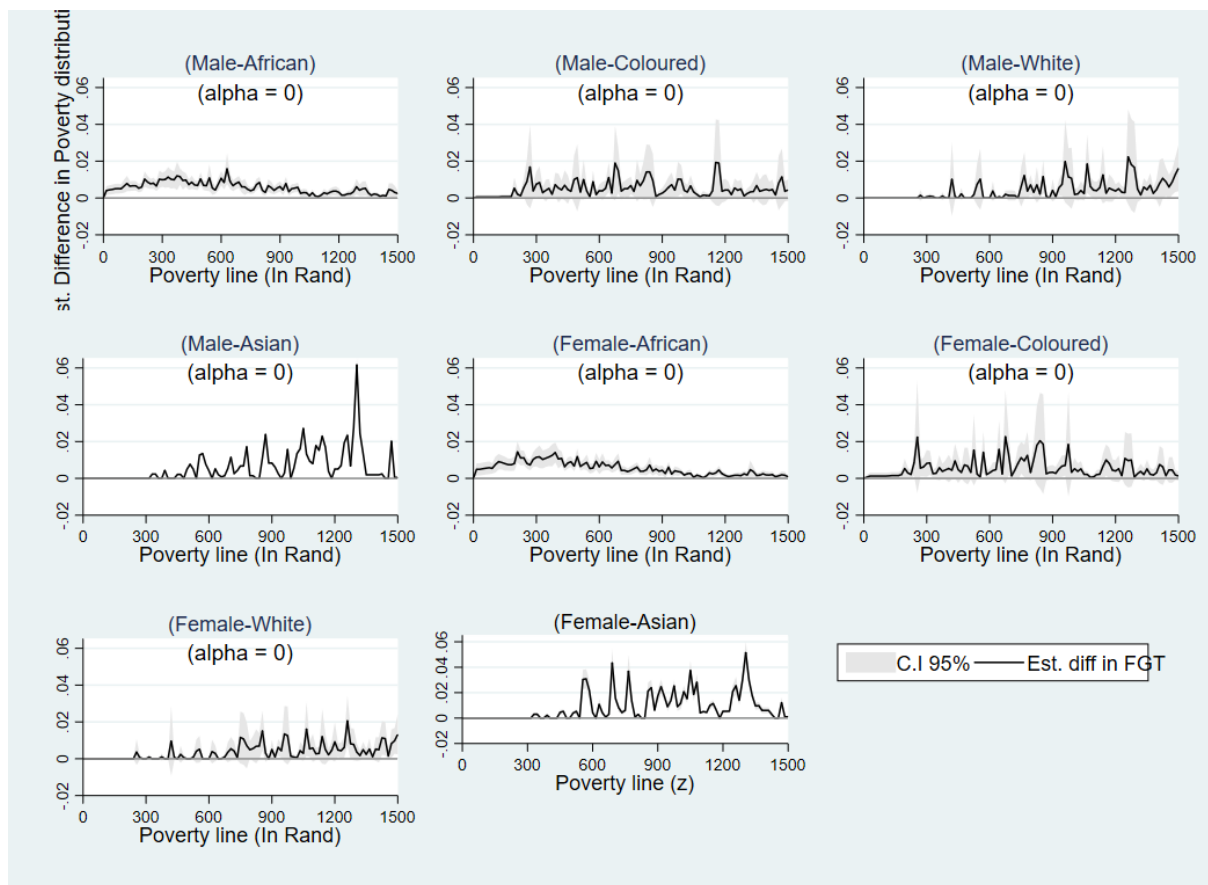 st. Difference in Poverty distributi
(Male-African)
(alpha = 0)
-.02 0 .02 .04 .06
0 300 600 900 1200 1500
Poverty line (In Rand)
(Male-Coloured)
(alpha = 0)
-.02 0 .02 .04 .06
0 300 600 900 1200 1500
Poverty line (In Rand)
(Male-White)
(alpha = 0)
-.02 0 .02 .04 .06
0 300 600 900 1200 1500
Poverty line (In Rand)
(Male-Asian)
(alpha = 0)
-.02 0 .02 .04 .06
0 300 600 900 1200 1500
Poverty line (In Rand)
(Female-African)
(alpha = 0)
-.02 0 .02 .04 .06
0 300 600 900 1200 1500
Poverty line (In Rand)
(Female-Coloured)
(alpha = 0)
-.02 0 .02 .04 .06
0 300 600 900 1200 1500
Poverty line (In Rand)
(Female-White)
(alpha = 0)
-.02 0 .02 .04 .06
0 300 600 900 1200 1500
Poverty line (In Rand)
(Female-Asian)
-.02 0 .02 .04 .06
0 300 600 900 1200 1500
Poverty line (z)
C.I 95% Est. diff in FGT